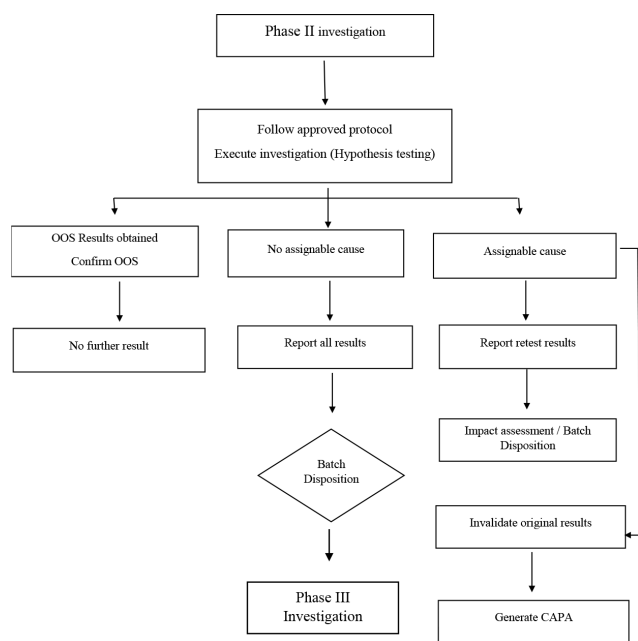 Phase II investigation
Follow approved protocol
Execute investigation (Hypothesis testing)
OOS Results obtained
Confirm OOS
No assignable cause
Assignable cause
No further result
Report all results
Report retest results
Batch
Disposition
Impact assessment / Batch
Disposition
Invalidate original results
Phase III
Investigation
Generate CAPA